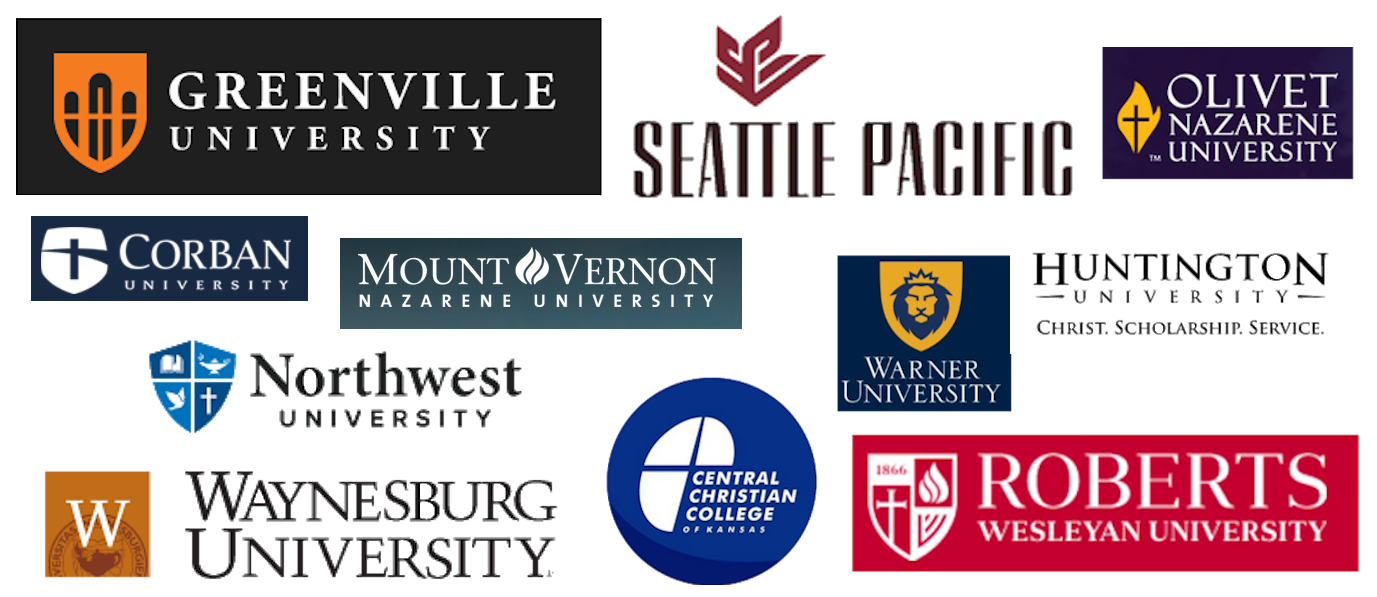 GREENVILLE
UNIVERSITY
SEATTLE PACIFIC
OLIVET
NAZARENE
UNIVERSITY
TM
CORBAN
UNIVERSITY
MOUNT VERNON
NAZARENE UNIVERSITY
WARNER
UNIVERSITY
HUNTINGTON
UNIVERSITY
CHRIST. SCHOLARSHIP. SERVICE.
Northwest
UNIVERSITY
W
WAYNESBURG
UNIVERSITY
CENTRAL
CHRISTIAN
COLLEGE
OF KANSAS
1866
ROBERTS
WESLEYAN UNIVERSITY